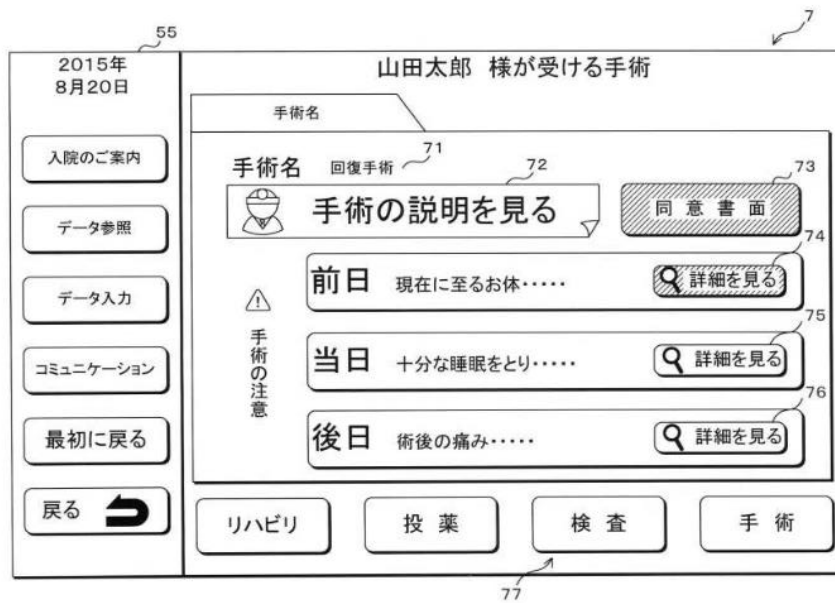 7
55
2015年
8月20日
山田太郎 様が受ける手術
入院のご案内
データ参照
データ入力
コミュニケーション
最初に戻る
戻る
手術名
手術名 回復手術 71
72
手術の説明を見る
73
同意書面
74
前日 現在に至るお体・・・・・ 詳細を見る
75
当日 十分な睡眠をとり・・・・・ 詳細を見る
76
後日 術後の痛み・・・・・ 詳細を見る
手術の注意
リハビリ 投薬 検査 手術
77